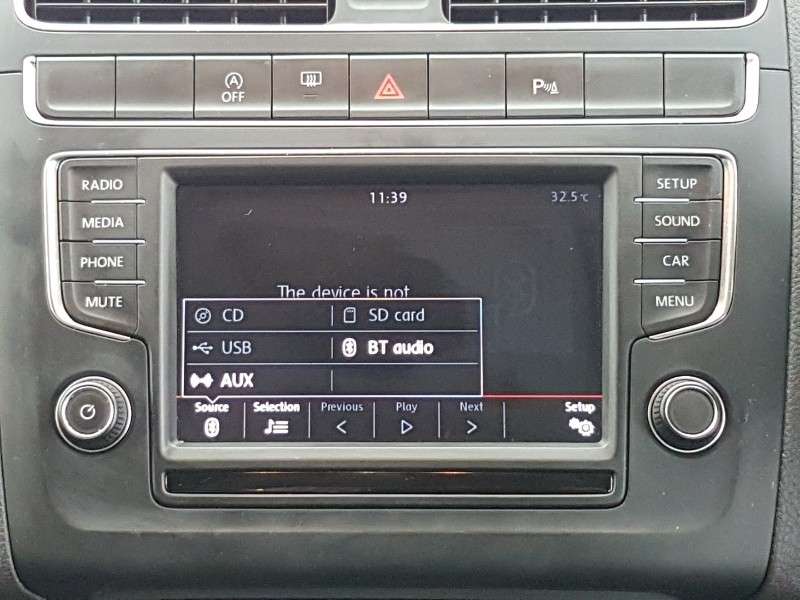 OFF
P
RADIO
MEDIA
PHONE
MUTE
11:39
32.5°C
The device is not
CD
SD card
USB
BT audio
AUX
Source
Selection
Previous
Play
Next
Setup
SETUP
SOUND
CAR
MENU